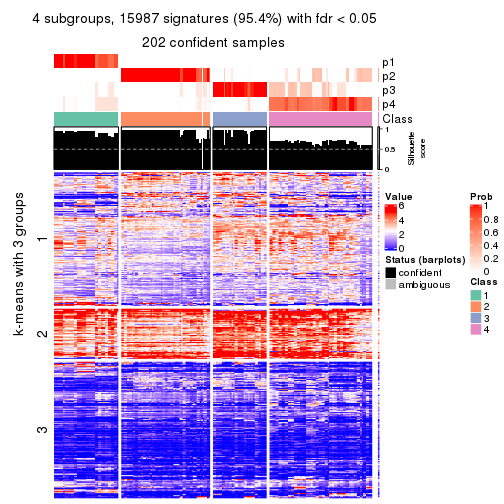 4 subgroups, 15987 signatures (95.4%) with fdr < 0.05
202 confident samples
p1
p2
p3
p4
Class
1
0.5
0
Silhouette
score
k-means with 3 groups
1
2
3
Value
6
4
2
0
Status (barplots)
confident
ambiguous
Prob
1
0.8
0.6
0.4
0.2
0
Class
1
2
3
4